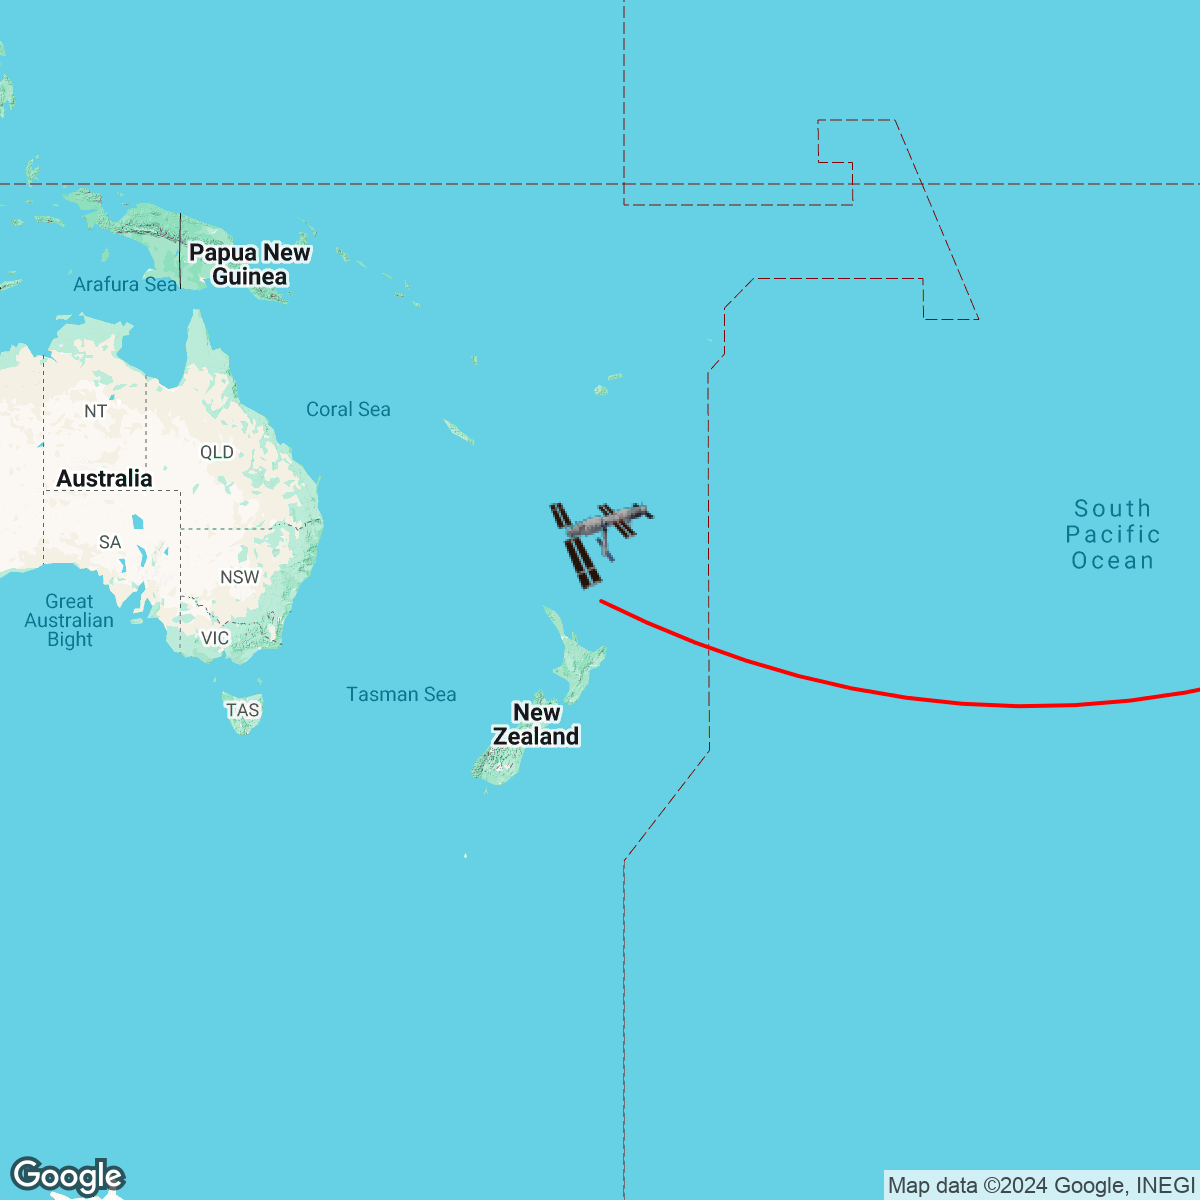 Papua New
Guinea
Arafura Sea
Coral Sea
NT
QLD
Australia
South
Pacific
Ocean
SA
NSW
Great
Australian
Bight
VIC
Tasman Sea
TAS
New
Zealand
Google
Map data ©2024 Google, INEGI